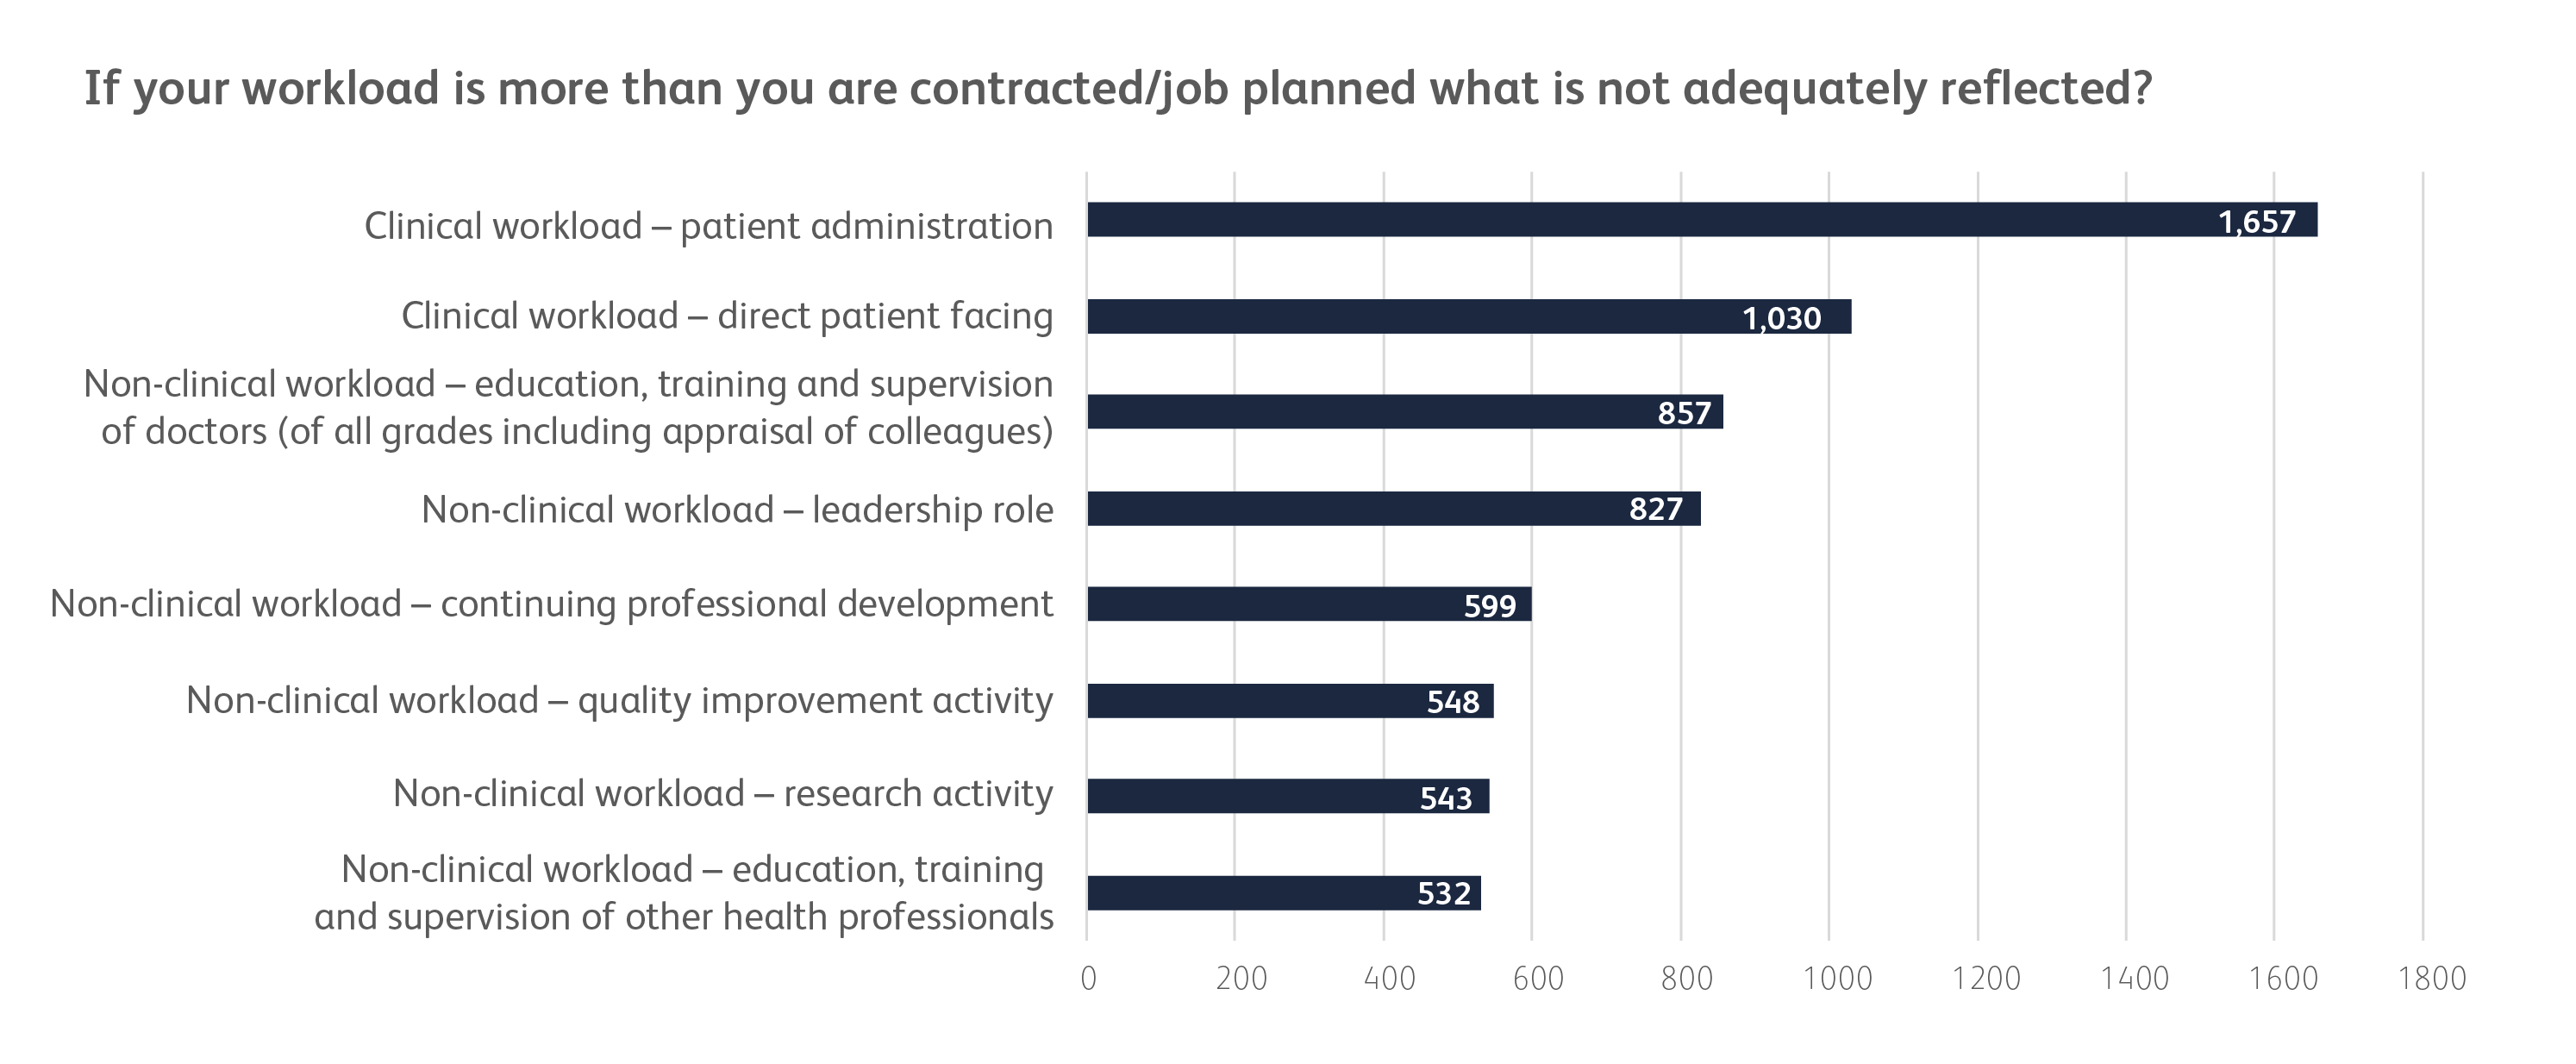 If your workload is more than you are contracted/job planned what is not adequately reflected?
Clinical workload – patient administration
1,657
Clinical workload – direct patient facing
1,030
Non-clinical workload – education, training and supervision
of doctors (of all grades including appraisal of colleagues)
857
Non-clinical workload – leadership role
827
Non-clinical workload – continuing professional development
599
Non-clinical workload – quality improvement activity
548
Non-clinical workload – research activity
543
Non-clinical workload – education, training
and supervision of other health professionals
532
0 200 400 600 800 1000 1200 1400 1600 1800